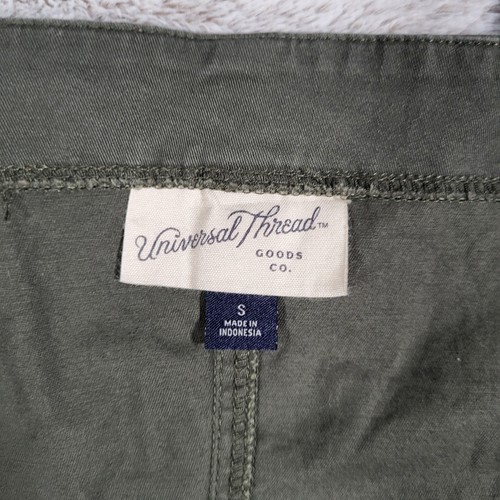 Universal Thread™
GOODS
CO.
S
MADE IN
INDONESIA